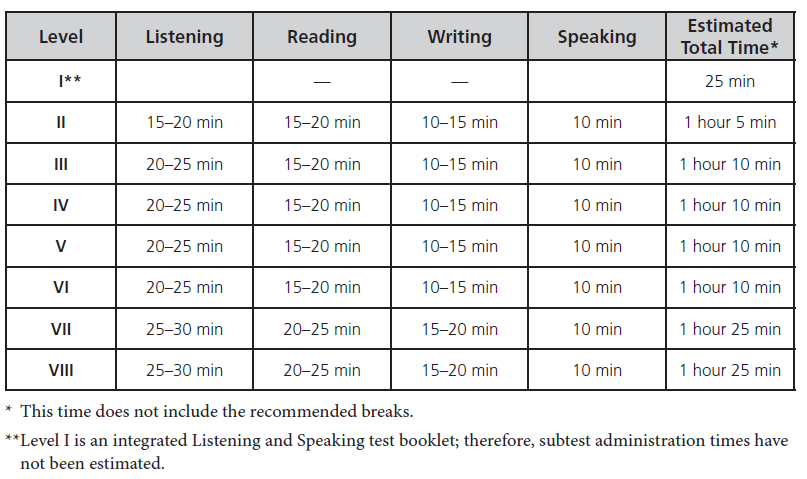 Level Listening Reading Writing Speaking Estimated Total Time*
I** — — 25 min
II 15–20 min 15–20 min 10–15 min 10 min 1 hour 5 min
III 20–25 min 15–20 min 10–15 min 10 min 1 hour 10 min
IV 20–25 min 15–20 min 10–15 min 10 min 1 hour 10 min
V 20–25 min 15–20 min 10–15 min 10 min 1 hour 10 min
VI 20–25 min 15–20 min 10–15 min 10 min 1 hour 10 min
VII 25–30 min 20–25 min 15–20 min 10 min 1 hour 25 min
VIII 25–30 min 20–25 min 15–20 min 10 min 1 hour 25 min
* This time does not include the recommended breaks.
**Level I is an integrated Listening and Speaking test booklet; therefore, subtest administration times have
not been estimated.